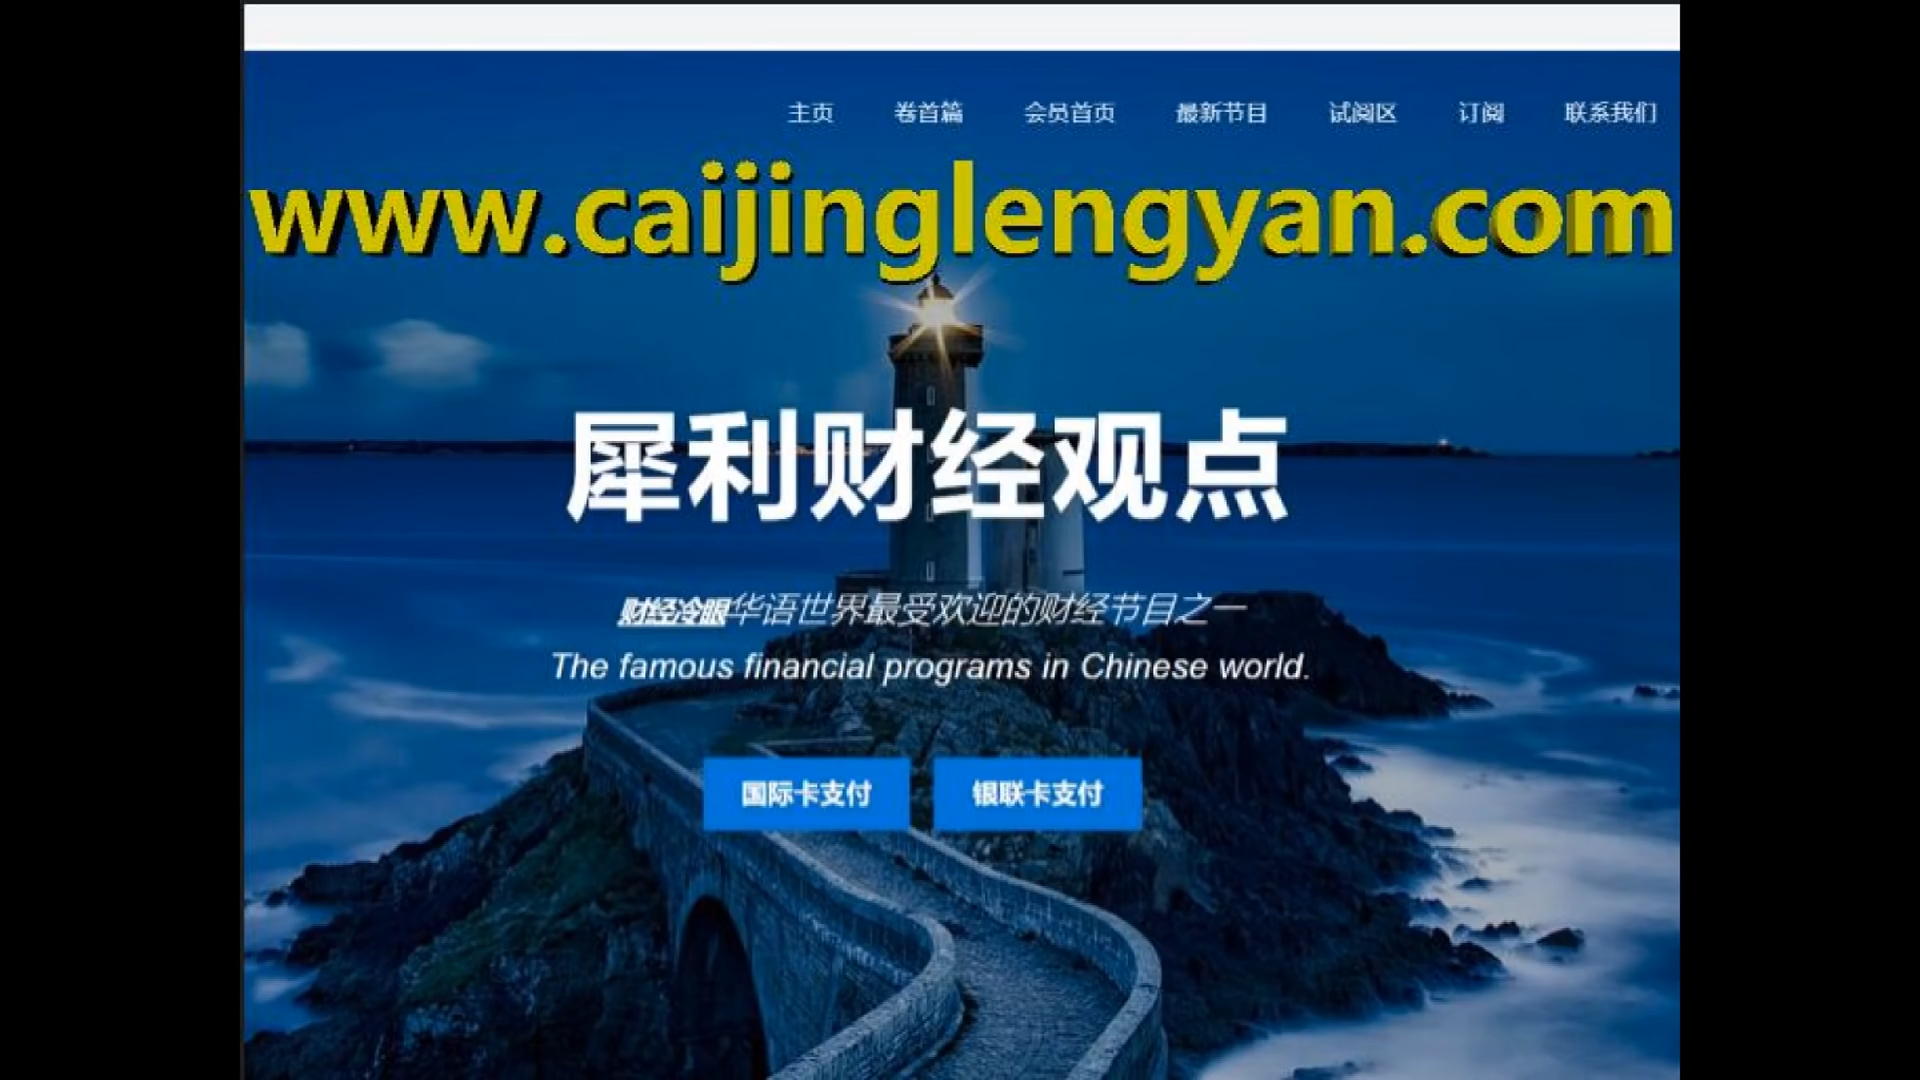 主页 卷首篇 会员首页 最新节目 试阅区 订阅 联系我们
www.caijinglengyan.com
犀利财经观点
财经冷眼华语世界最受欢迎的财经节目之一
The famous financial programs in Chinese world.
国际卡支付 银联卡支付